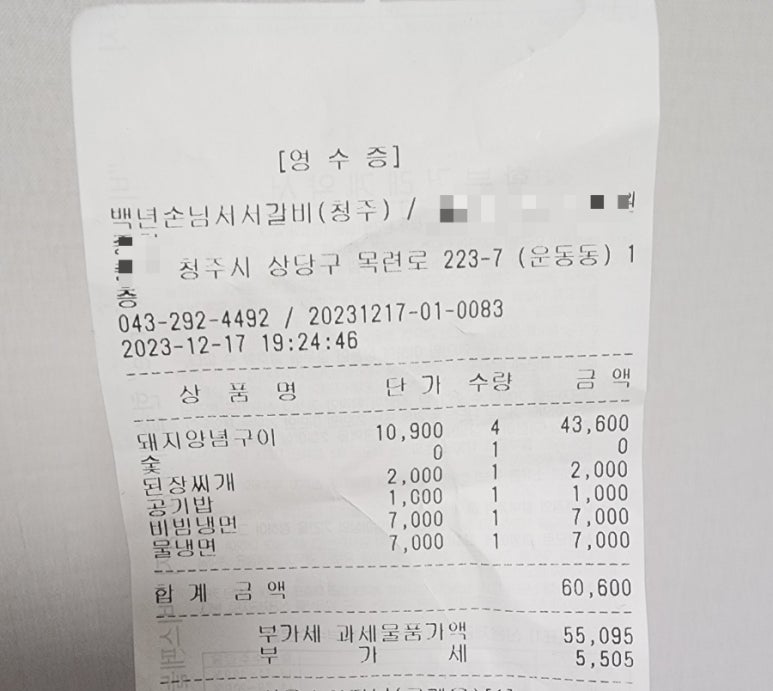 [영 수 증]
백년손님서서갈비(청주) /
청주시 상당구 목련로 223-7 (운동동) 1
층
043-292-4492 / 20231217-01-0083
2023-12-17 19:24:46
상 품 명 단 가 수량 금 액
돼지양념구이 10,900 4 43,600
숯 0 1 0
된장찌개 2,000 1 2,000
공기밥 1,000 1 1,000
비빔냉면 7,000 1 7,000
물냉면 7,000 1 7,000
합 계 금 액 60,600
부가세 과세물품가액 55,095
부 가 세 5,505